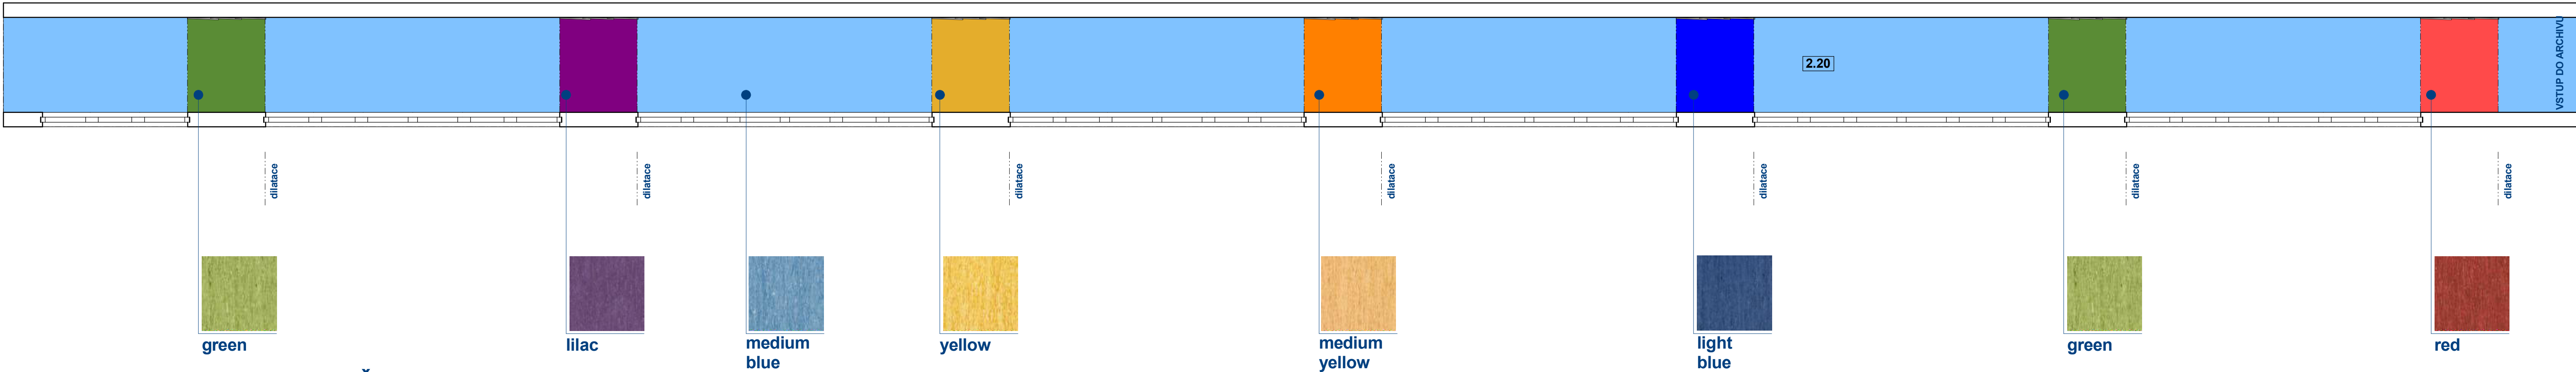 2.20
VSTUP DO ARCHIVU
dilatace
dilatace
dilatace
dilatace
dilatace
dilatace
dilatace
green
lilac
medium
blue
yellow
medium
yellow
light
blue
green
red